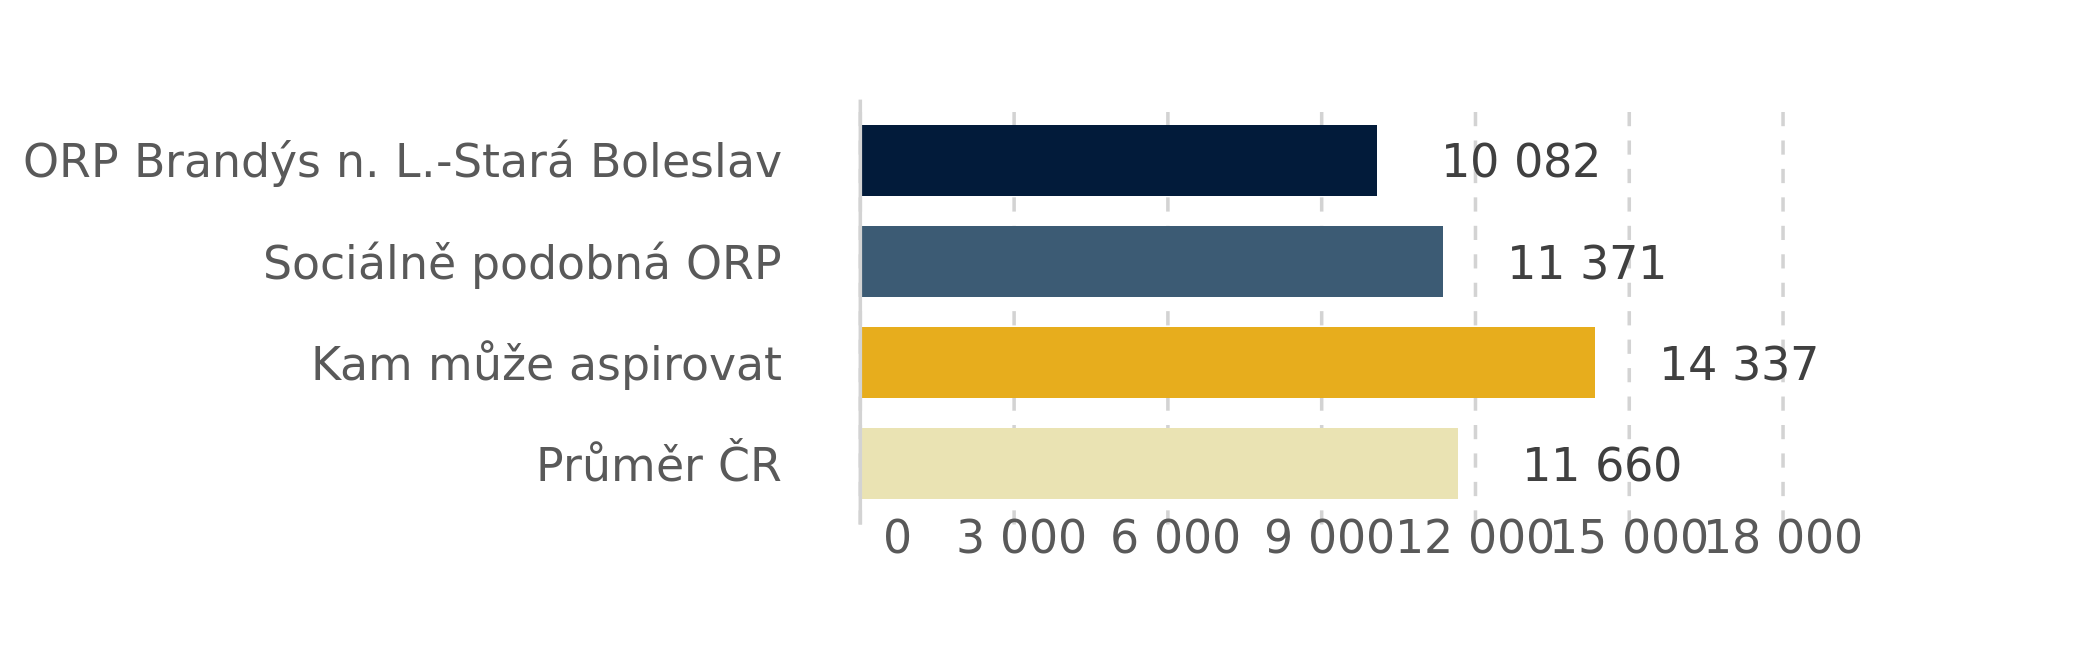 ORP Brandýs n. L.-Stará Boleslav 10 082
Sociálně podobná ORP 11 371
Kam může aspirovat 14 337
Průměr ČR 11 660
0 3 000 6 000 9 000 12 000 15 000 18 000